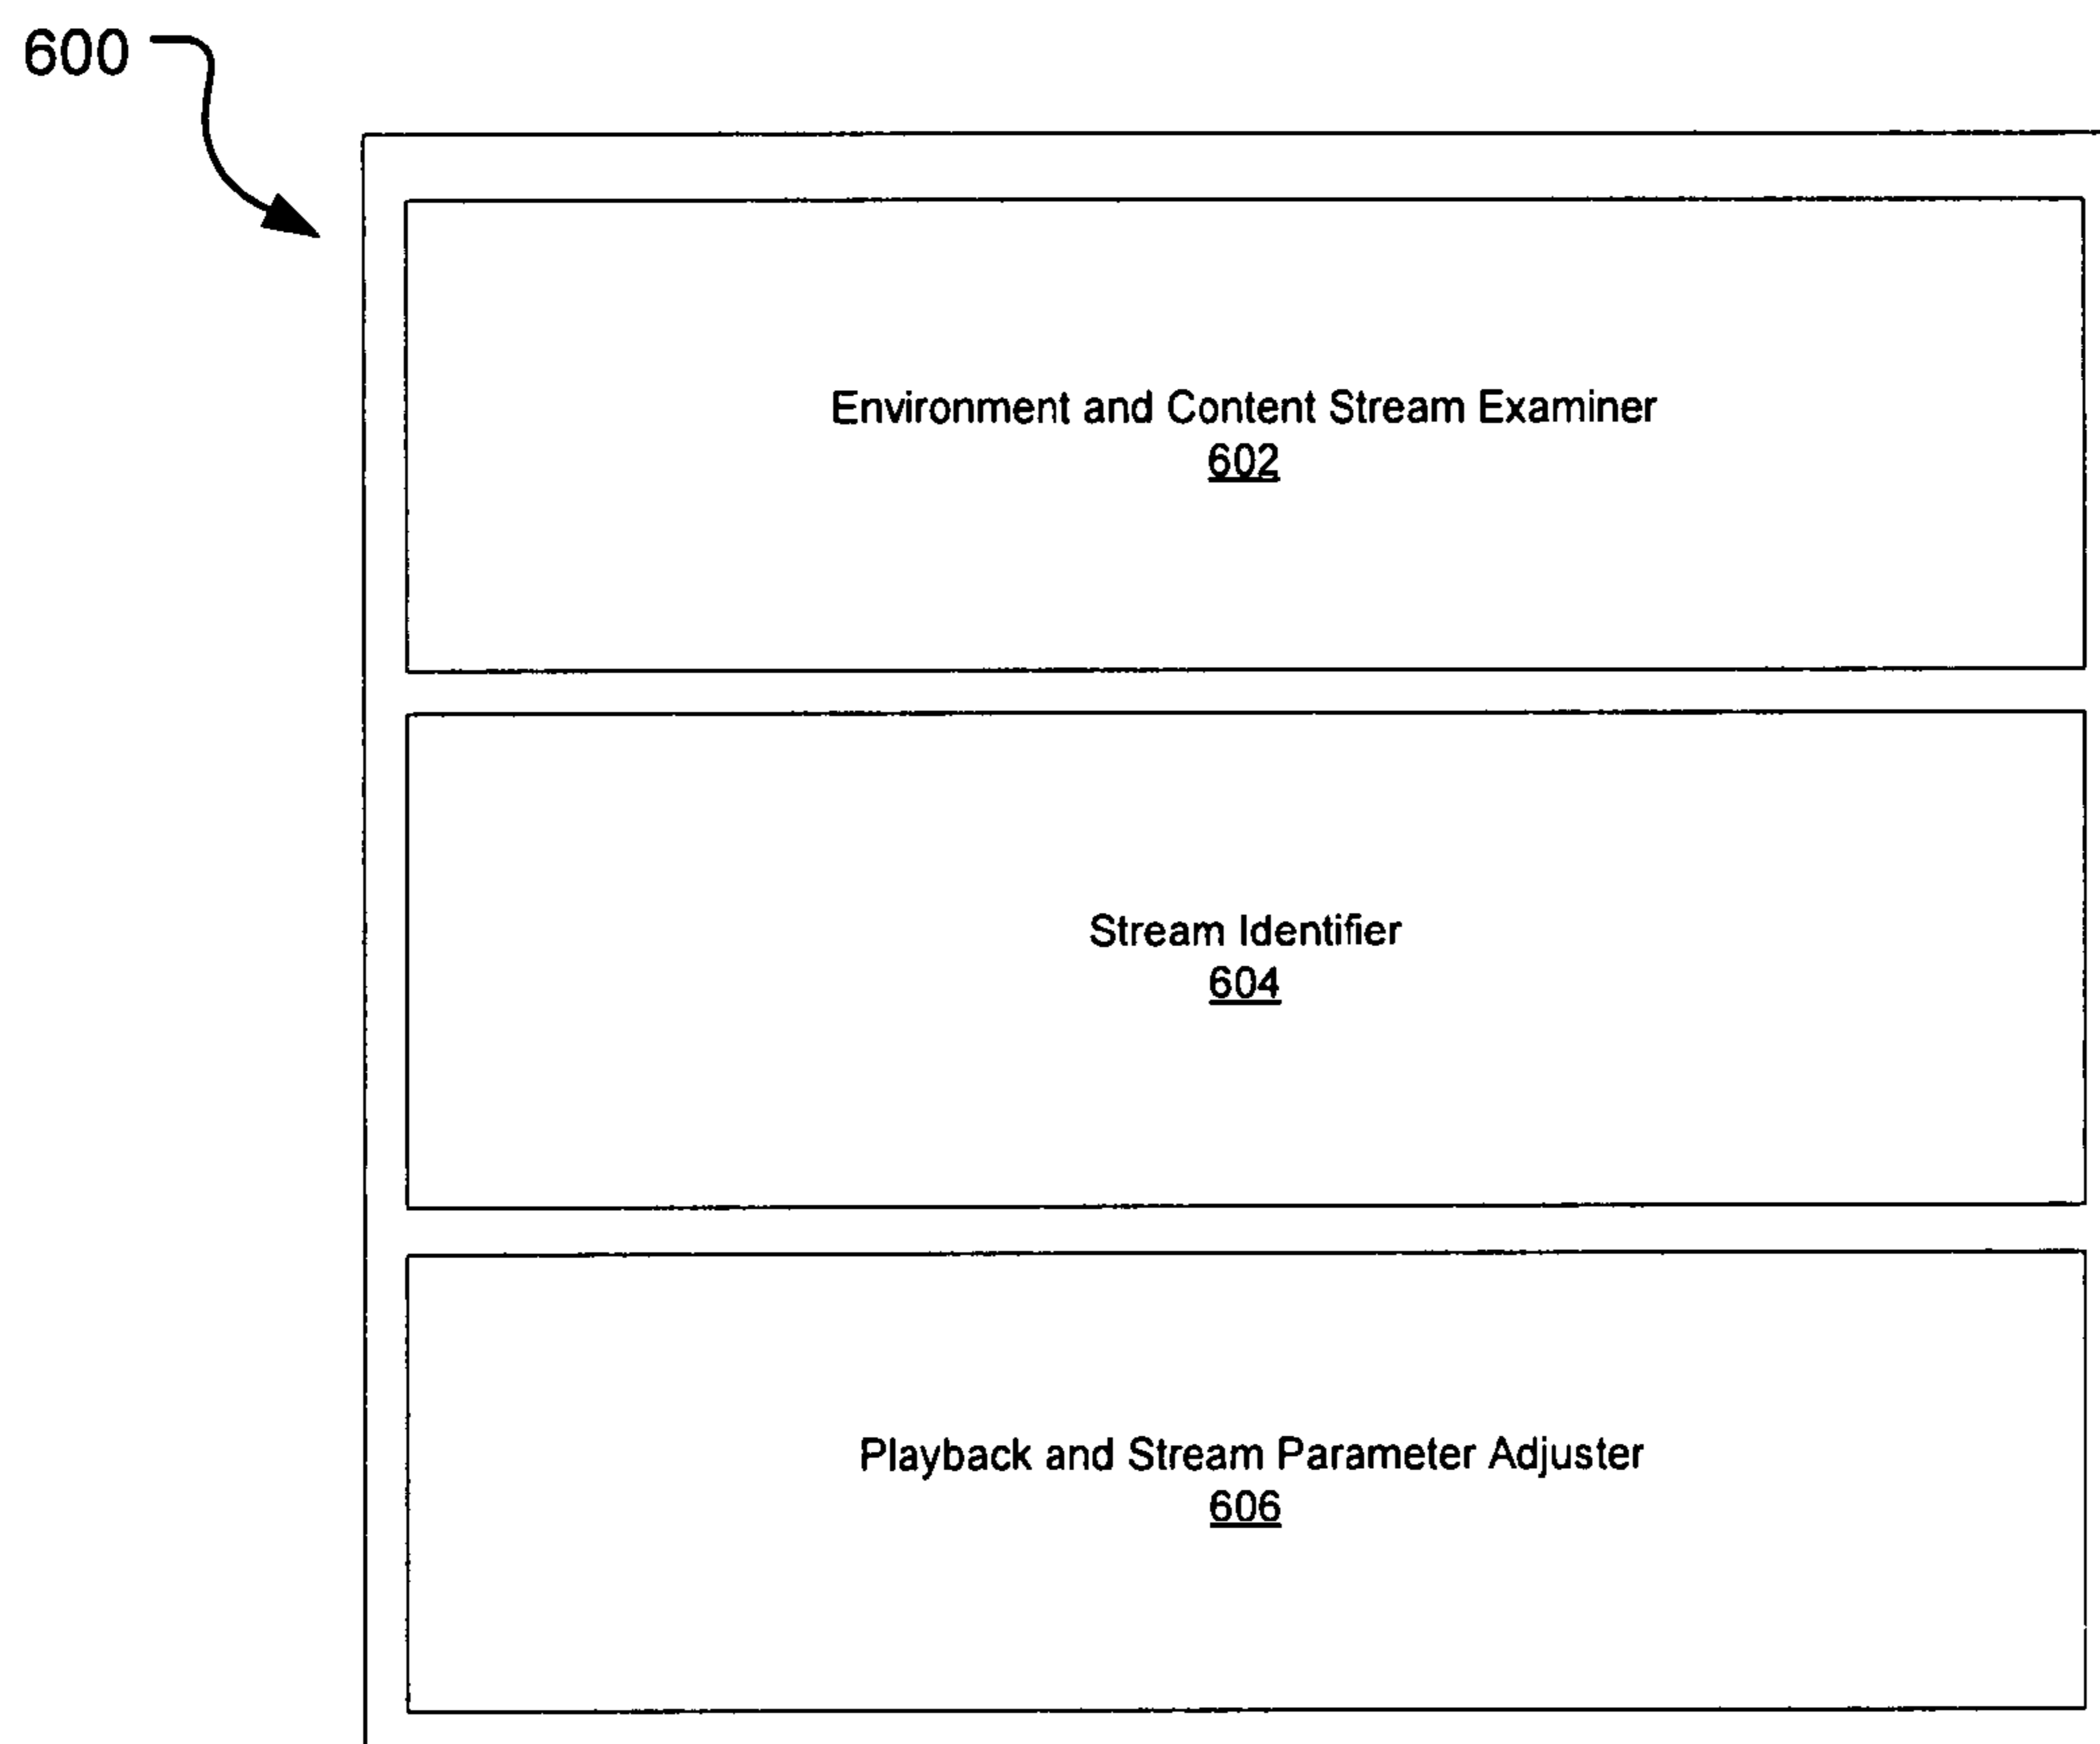 600
Environment and Content Stream Examiner
602
Stream Identifier
604
Playback and Stream Parameter Adjuster
606